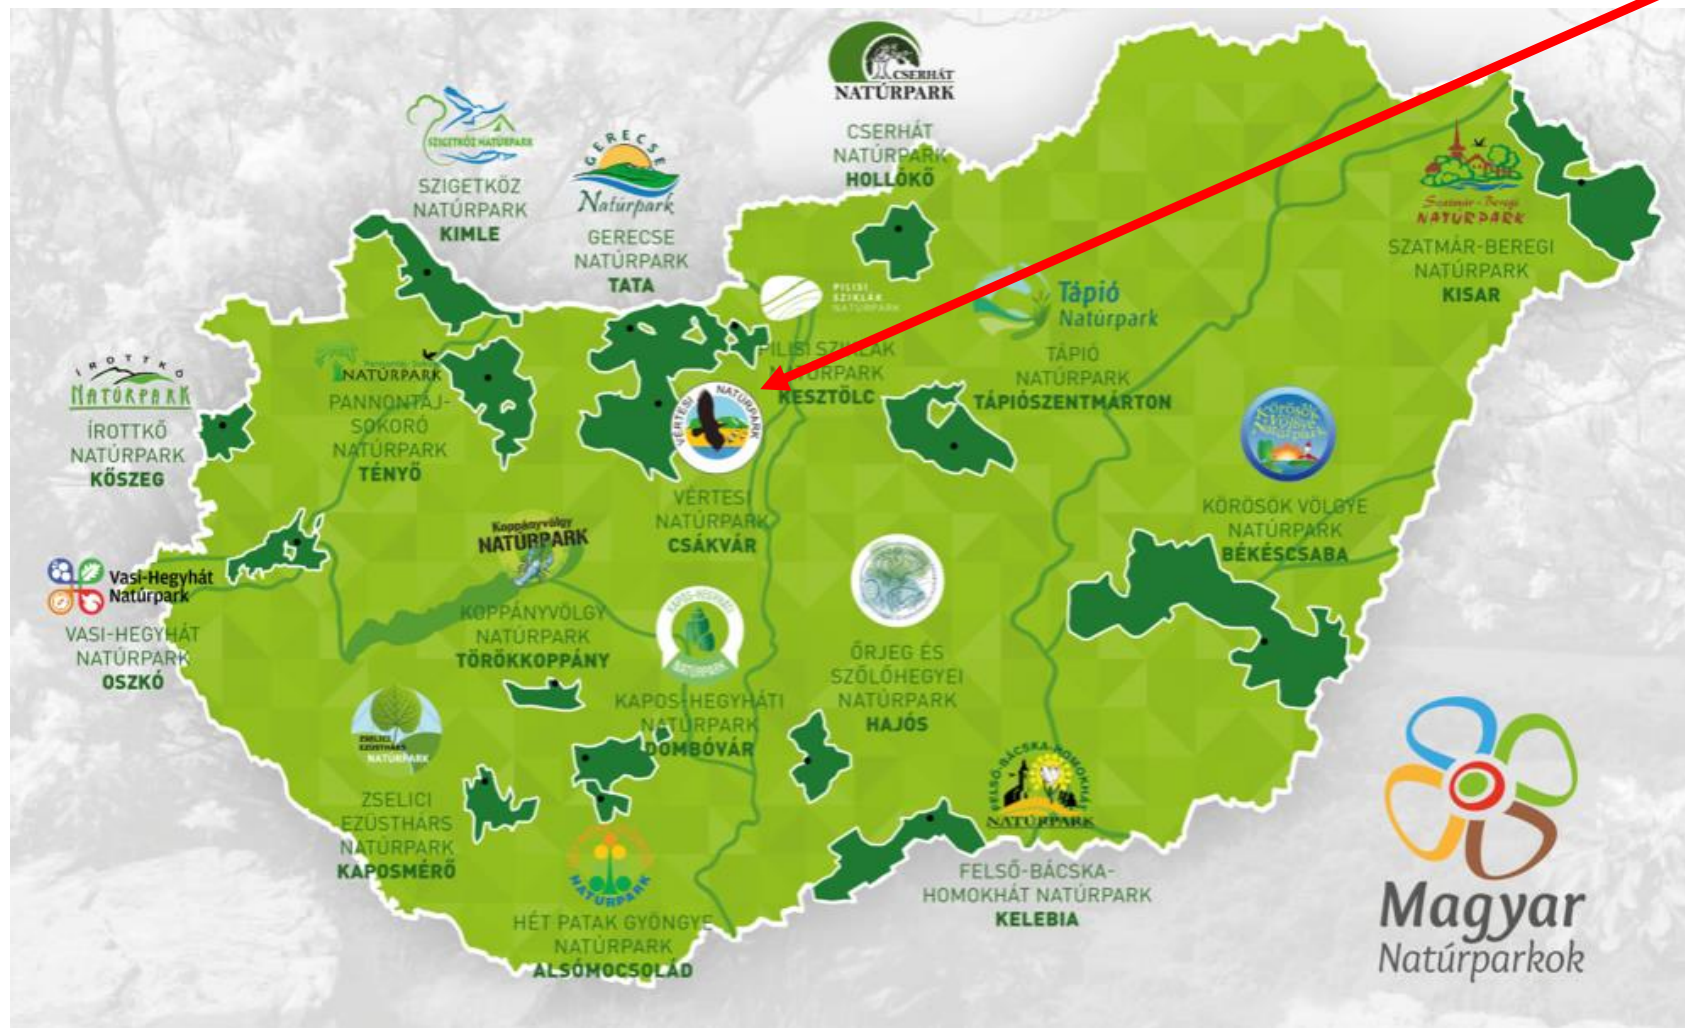 CSERHÁT
NATÚRPARK
CSERHÁT
NATÚRPARK
HOLLÓKŐ
SZIGETKÖZ NATÚRPARK
SZIGETKÖZ
NATÚRPARK
KIMLE
GERECSE
Natúrpark
GERECSE
NATÚRPARK
TATA
Szatmár-Beregi
NATÚRPARK
SZATMÁR-BEREGI
NATÚRPARK
KISAR
PILISI
SZIKLÁK
NATÚRPARK
PILISI SZIKLÁK
NATÚRPARK
KESZTÖLC
Tápió
Natúrpark
TÁPIÓ
NATÚRPARK
TÁPIÓSZENTMÁRTON
ÍROTTKŐ
NATÚRPARK
ÍROTTKŐ
NATÚRPARK
KŐSZEG
NATÚRPARK
PANNONTÁJ-
SOKORÓ
NATÚRPARK
TÉNYŐ
VÉRTESI NATÚRPARK
VÉRTESI
NATÚRPARK
CSÁKVÁR
Körösök
Völgye
Natúrpark
KÖRÖSÖK VÖLGYE
NATÚRPARK
BÉKÉSCSABA
Koppányvölgy
NATÚRPARK
KOPPÁNYVÖLGY
NATÚRPARK
TÖRÖKKOPPÁNY
Vasi-Hegyhát
Natúrpark
VASI-HEGYHÁT
NATÚRPARK
OSZKÓ
KAPOS-HEGYHÁTI
NATÚRPARK
KAPOS-HEGYHÁTI
NATÚRPARK
DOMBÓVÁR
ŐRJEG ÉS
SZŐLŐHEGYEI
NATÚRPARK
HAJÓS
ZSELICI
EZÜSTHÁRS
NATÚRPARK
ZSELICI
EZÜSTHÁRS
NATÚRPARK
KAPOSMÉRŐ
NATÚRPARK
HÉT PATAK GYÖNGYE
NATÚRPARK
ALSÓMOCSOLÁD
FELSŐ-BÁCSKA-HOMOKHÁT
NATÚRPARK
FELSŐ-BÁCSKA-
HOMOKHÁT NATÚRPARK
KELEBIA
Magyar
Natúrparkok